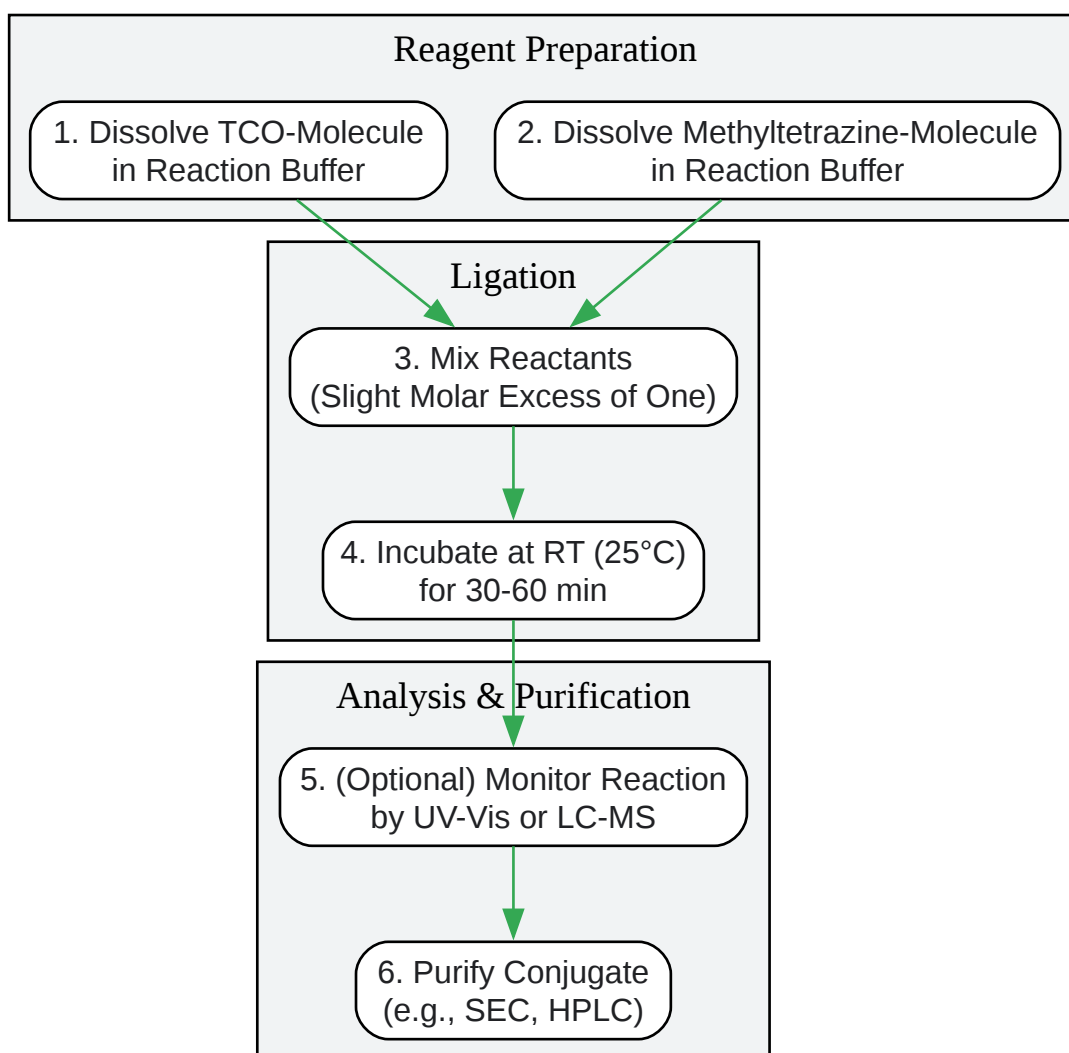 Reagent Preparation
1. Dissolve TCO-Molecule
in Reaction Buffer
2. Dissolve Methyltetrazine-Molecule
in Reaction Buffer
Ligation
3. Mix Reactants
(Slight Molar Excess of One)
4. Incubate at RT (25°C)
for 30-60 min
Analysis & Purification
5. (Optional) Monitor Reaction
by UV-Vis or LC-MS
6. Purify Conjugate
(e.g., SEC, HPLC)